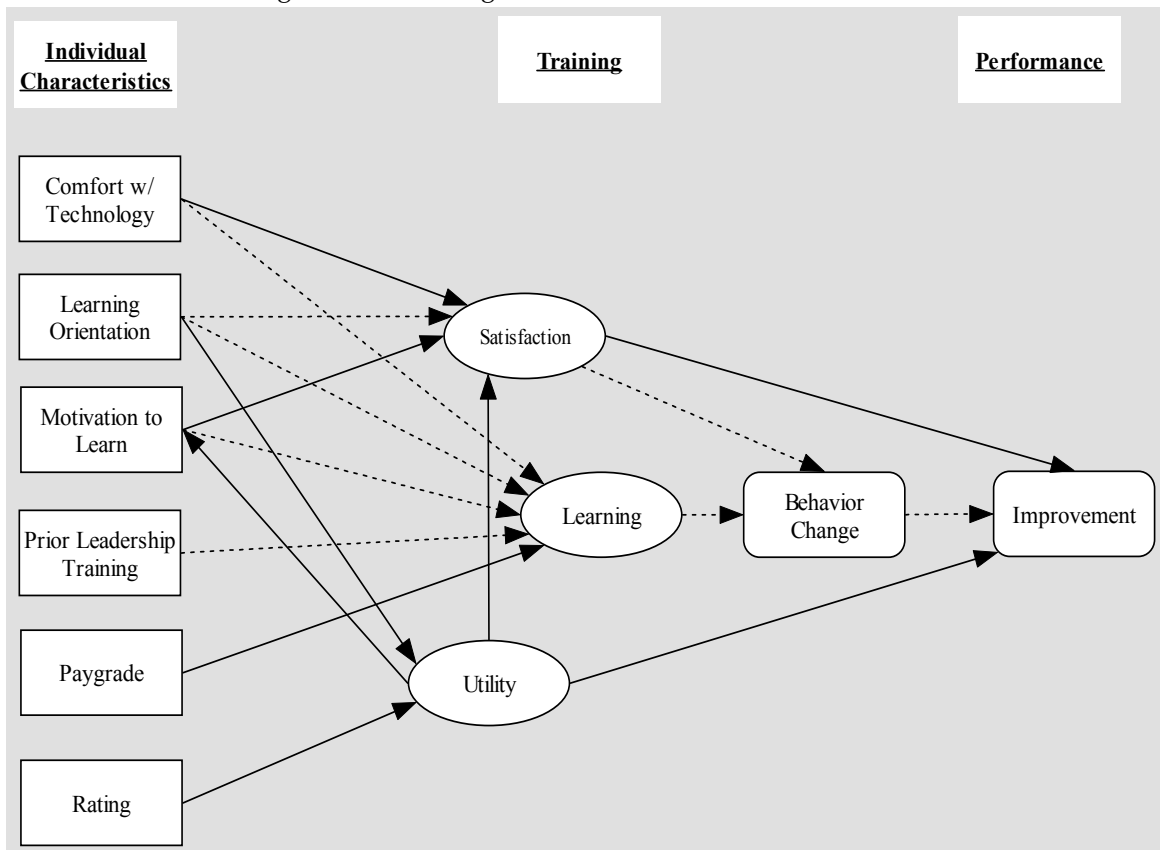 Individual
Characteristics
Training
Performance
Comfort w/
Technology
Learning
Orientation
Satisfaction
Motivation to
Learn
Prior Leadership
Training
Learning
Behavior
Change
Improvement
Paygrade
Utility
Rating